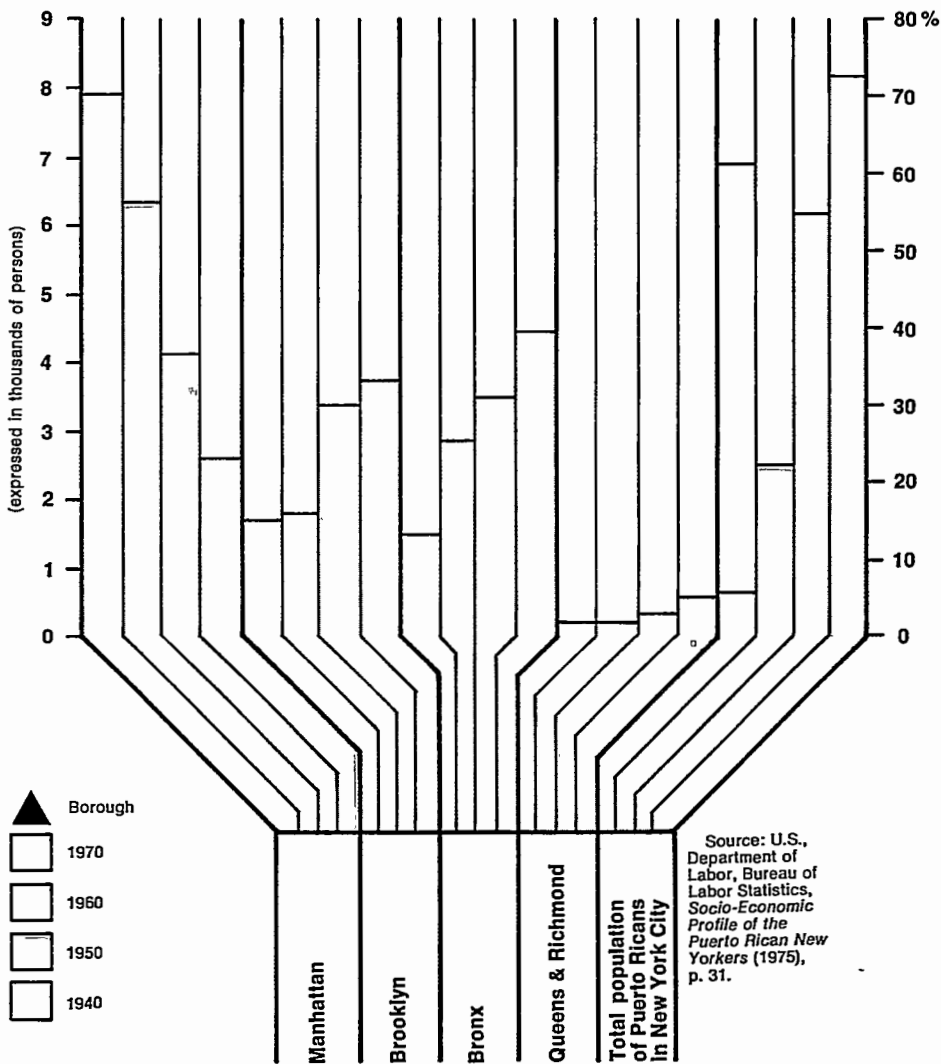 9
8
7
6
5
4
3
2
1
0
(expressed in thousands of persons)
80 %
70
60
50
40
30
20
10
0
Borough
1970
1960
1950
1940
Manhattan
Brooklyn
Bronx
Queens & Richmond
Total population
of Puerto Ricans
In New York City
Source: U.S.,
Department of
Labor, Bureau of
Labor Statistics,
Socio-Economic
Profile of the
Puerto Rican New
Yorkers (1975),
p. 31.